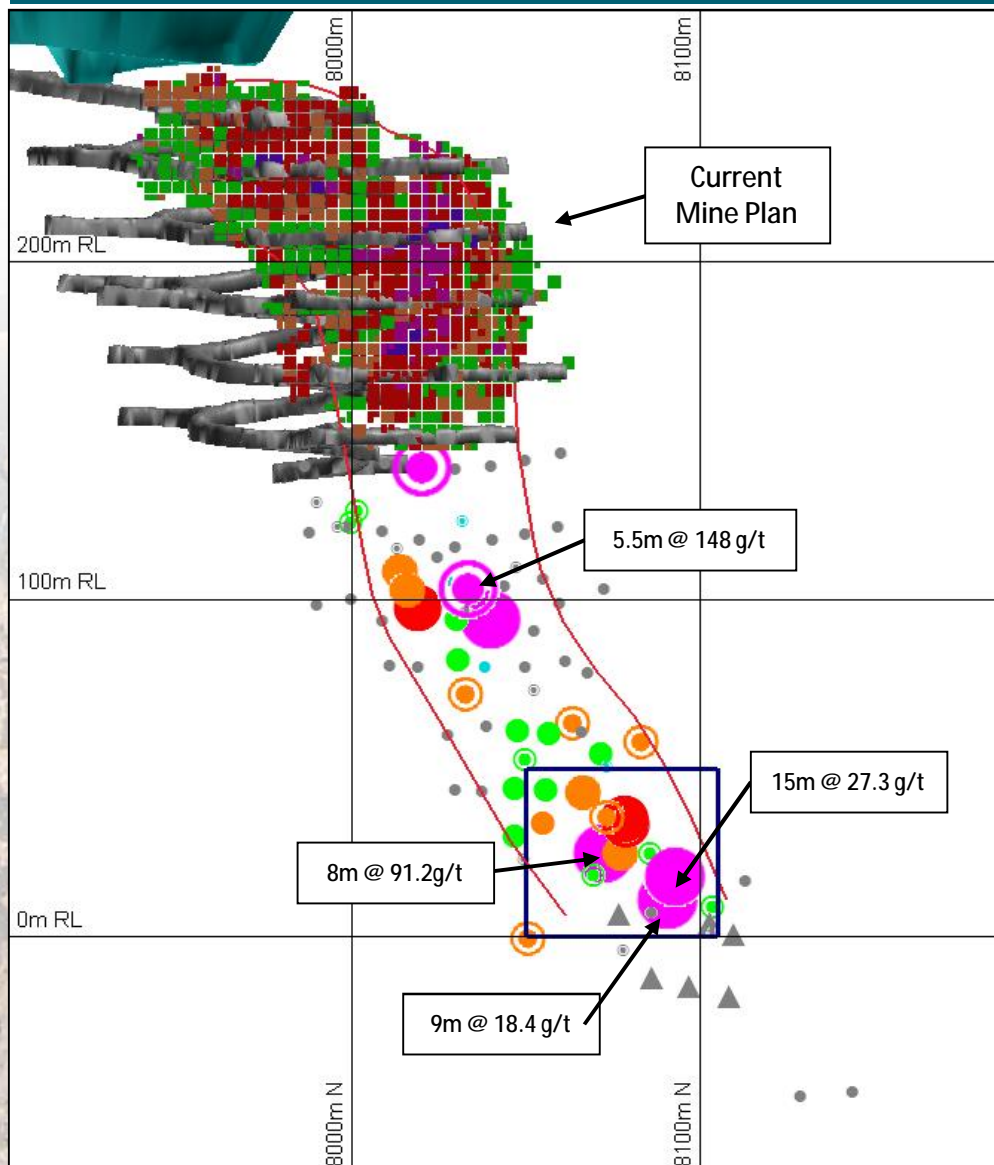 8000m
8100m
Current
Mine Plan
200m RL
5.5m @ 148 g/t
100m RL
15m @ 27.3 g/t
8m @ 91.2g/t
0m RL
9m @ 18.4 g/t
8000m N
8100m N